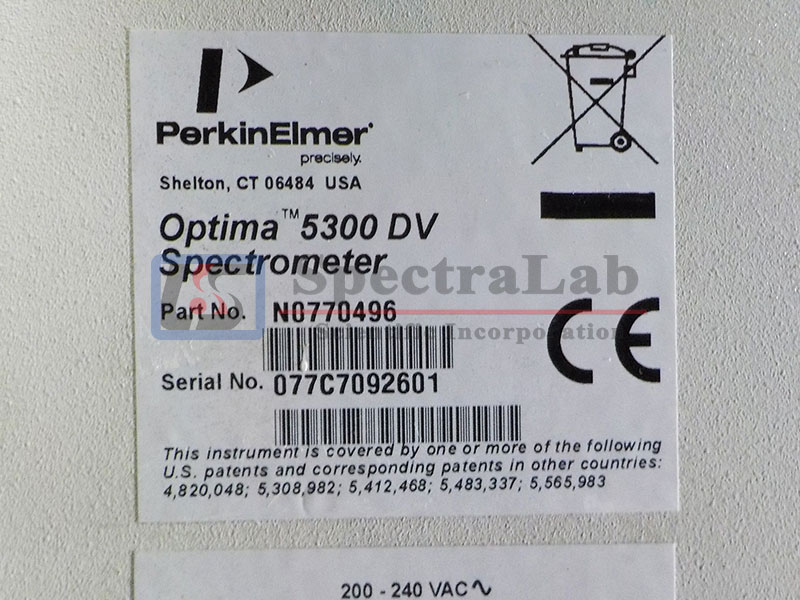 PerkinElmer®
precisely.
Shelton, CT 06484 USA
Optima™ 5300 DV
Spectrometer
SpectraLab
Scientific Incorporation
Part No. N0770496
Serial No. 077C7092601
CE
This instrument is covered by one or more of the following
U.S. patents and corresponding patents in other countries:
4,820,048; 5,308,982; 5,412,468; 5,483,337; 5,565,983
200 - 240 VAC∿